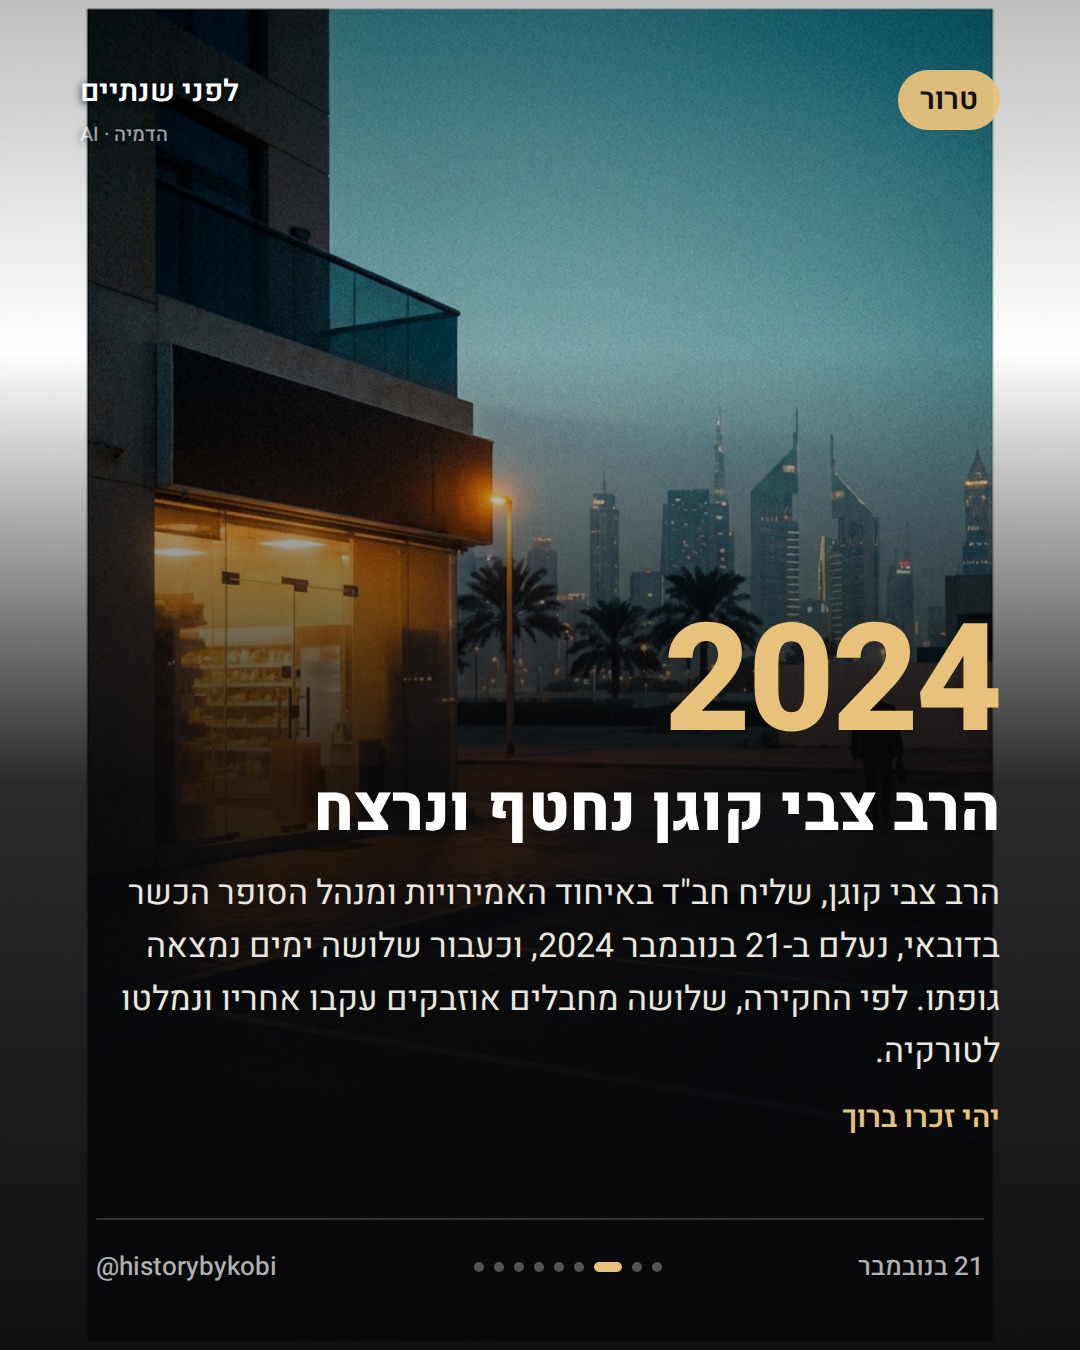 טרור
לפני שנתיים
הדמיה · AI
2024
הרב צבי קוגן נחטף ונרצח
הרב צבי קוגן, שליח חב"ד באיחוד האמירויות ומנהל הסופר הכשר
בדובאי, נעלם ב-21 בנובמבר 2024, וכעבור שלושה ימים נמצאה
גופתו. לפי החקירה, שלושה מחבלים אוזבקים עקבו אחריו ונמלטו
לטורקיה.
יהי זכרו ברוך
21 בנובמבר
@historybykobi